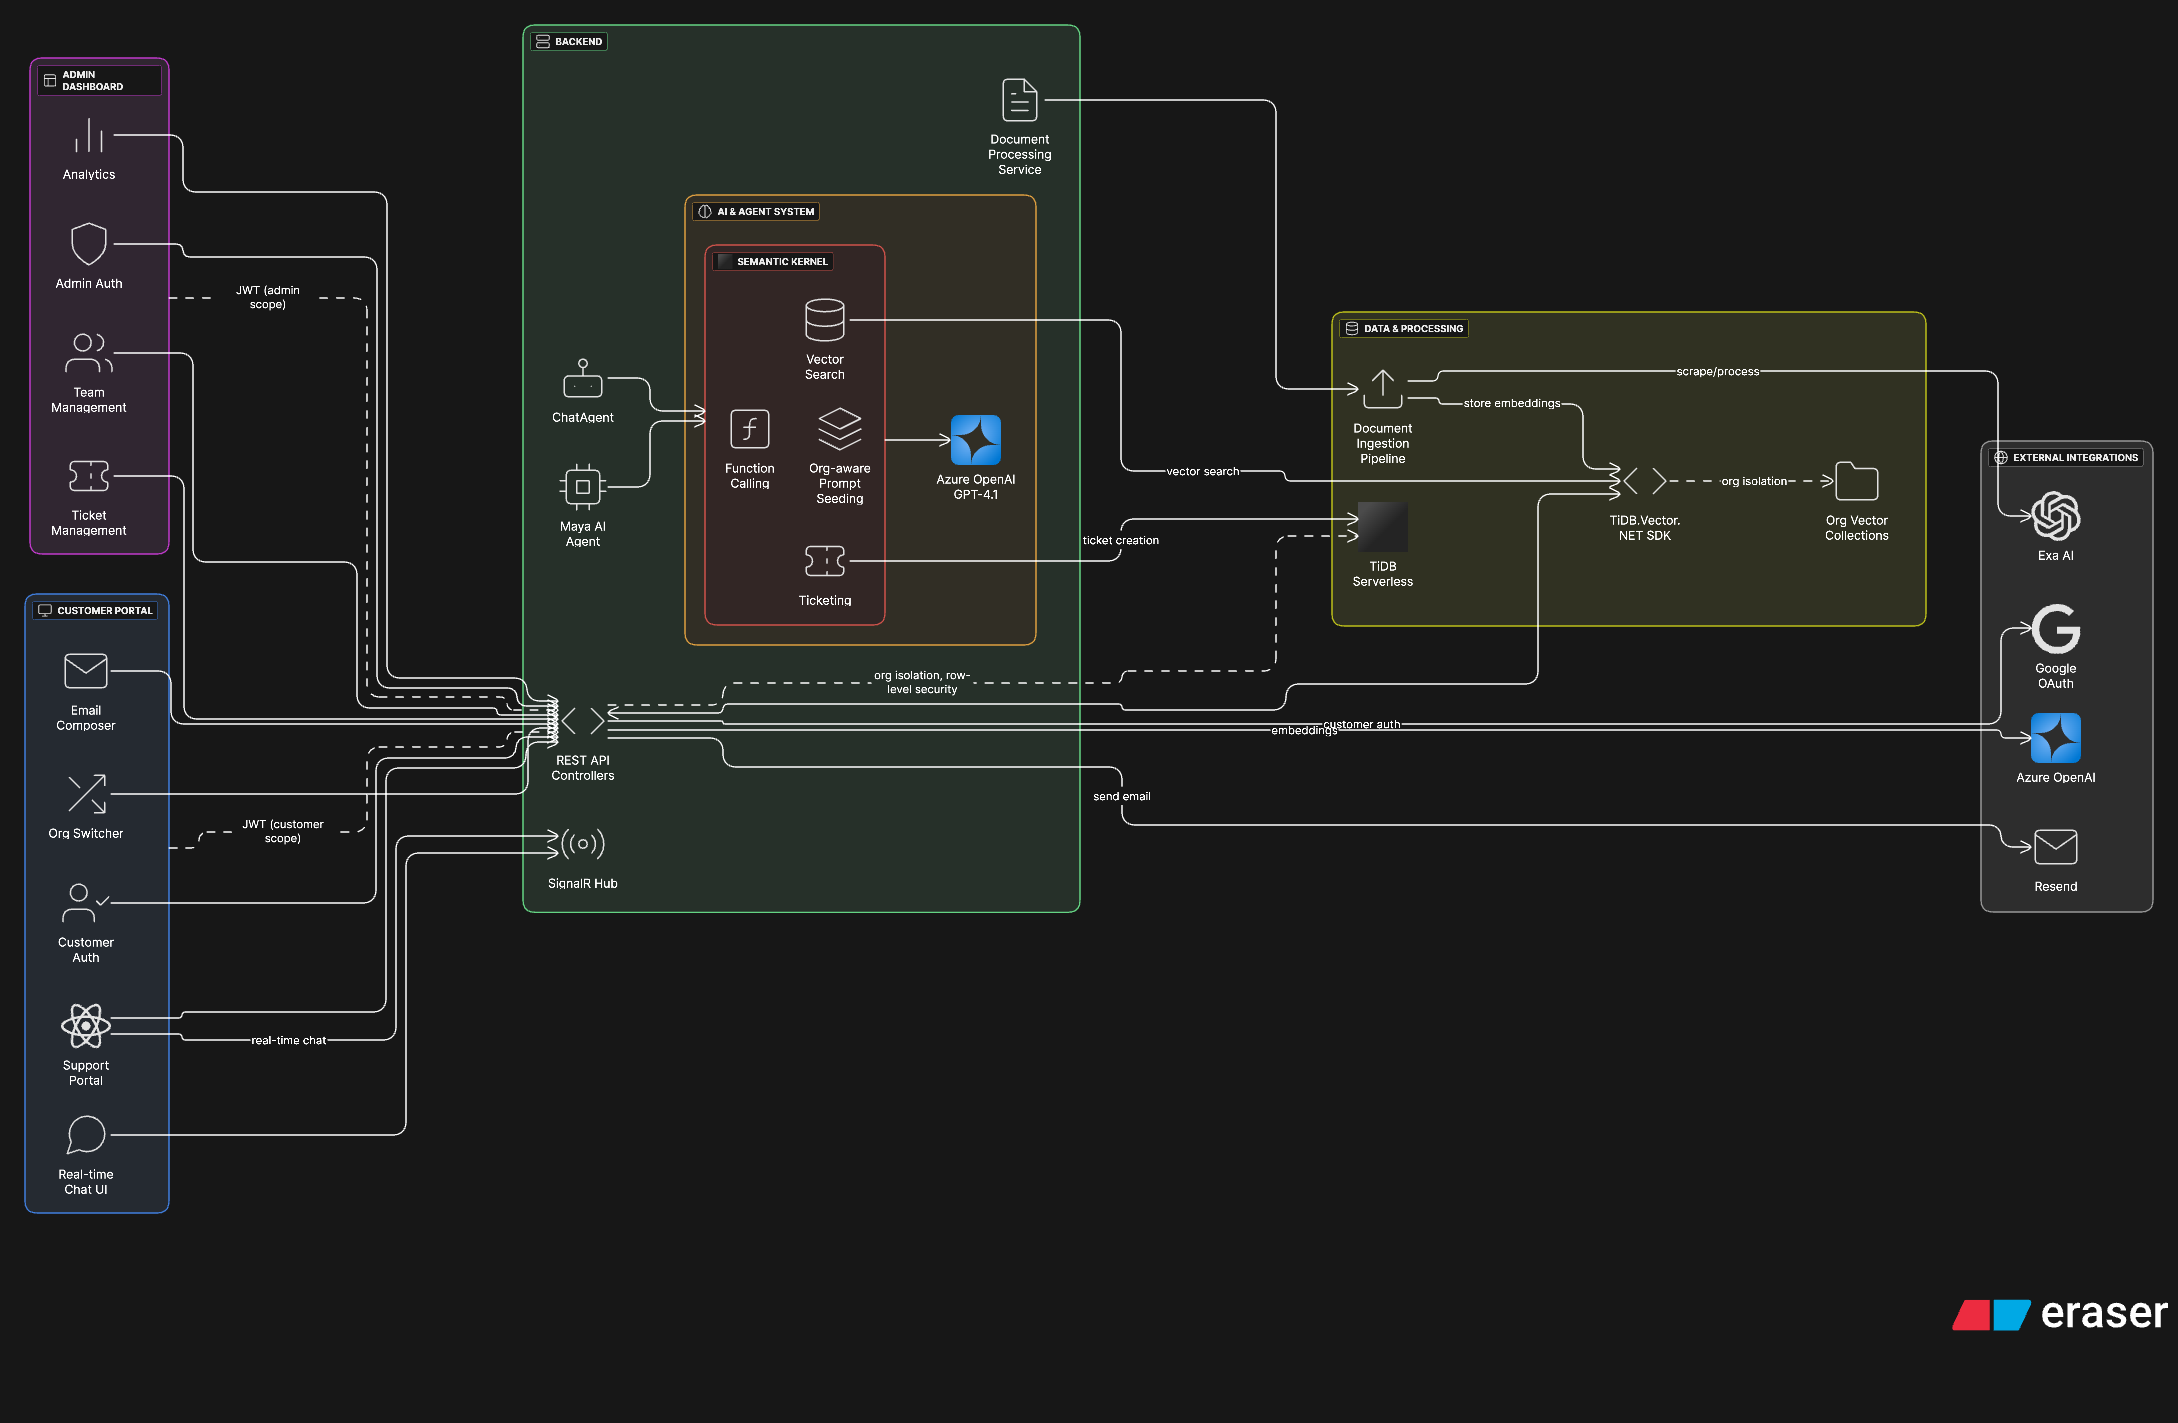 ADMIN
DASHBOARD
Analytics
Admin Auth
JWT (admin
scope)
Team
Management
Ticket
Management
CUSTOMER PORTAL
Email
Composer
Org Switcher
JWT (customer
scope)
Customer
Auth
Support
Portal
real-time chat
Real-time
Chat UI
BACKEND
Document
Processing
Service
AI & AGENT SYSTEM
SEMANTIC KERNEL
Vector
Search
ChatAgent
Function
Calling
Org-aware
Prompt
Seeding
Azure OpenAI
GPT-4.1
Maya AI
Agent
Ticketing
org isolation, row-
level security
REST API
Controllers
SignalR Hub
vector search
ticket creation
customer auth
embeddings
send email
DATA & PROCESSING
scrape/process
store embeddings
Document
Ingestion
Pipeline
TiDB
Serverless
TiDB.Vector.
NET SDK
org isolation
Org Vector
Collections
EXTERNAL INTEGRATIONS
Exa AI
Google
OAuth
Azure OpenAI
Resend
eraser